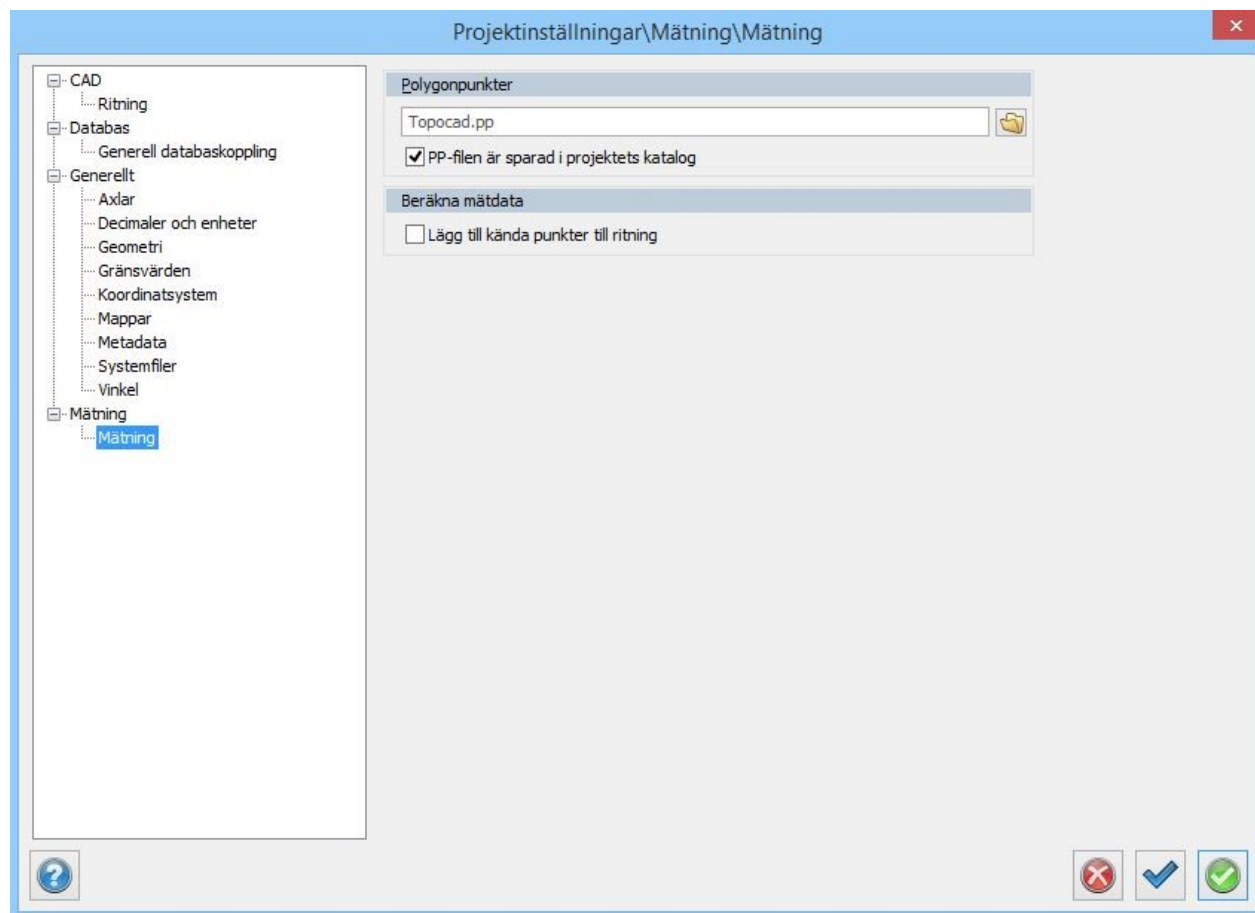 Projektinställningar\Mätning\Mätning
CAD
Ritning
Databas
Generell databaskoppling
Generellt
Axlar
Decimaler och enheter
Geometri
Gränsvärden
Koordinatsystem
Mappar
Metadata
Systemfiler
Vinkel
Mätning
Mätning
Polygonpunkter
Topocad.pp
PP-filen är sparad i projektets katalog
Beräkna mätdata
Lägg till kända punkter till ritning